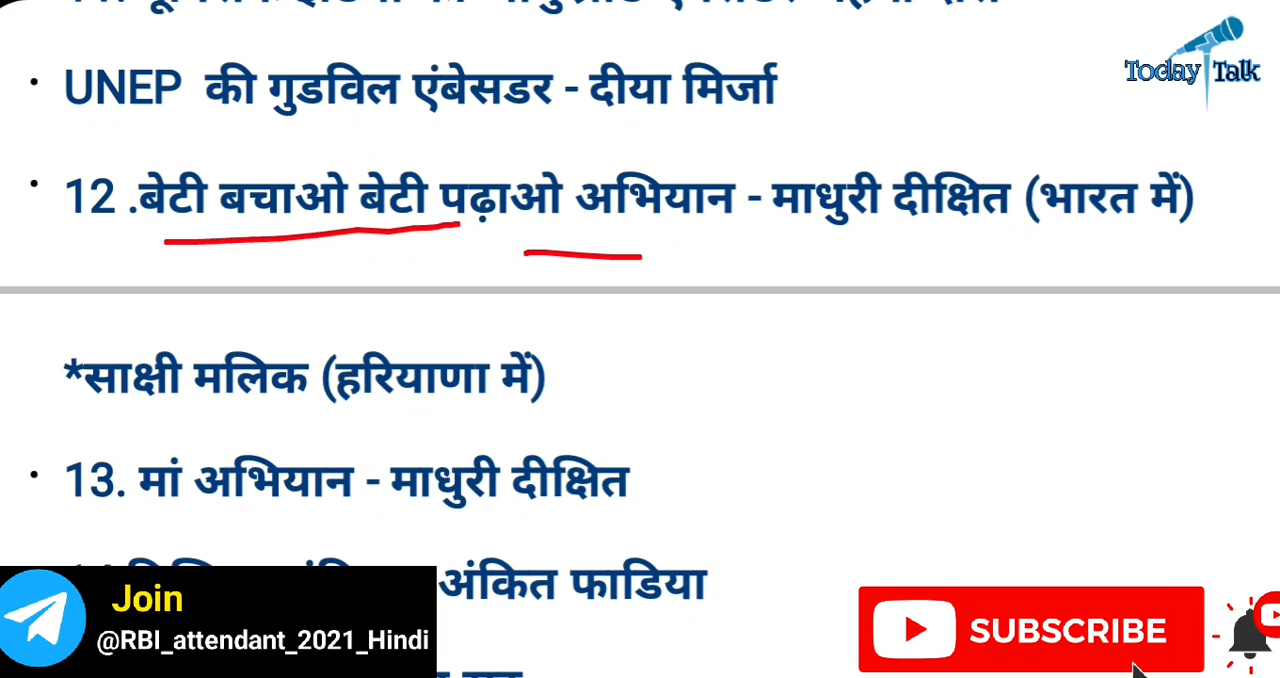 Today Talk
• UNEP की गुडविल एंबेसडर - दीया मिर्जा
• 12 .बेटी बचाओ बेटी पढ़ाओ अभियान - माधुरी दीक्षित (भारत में)
*साक्षी मलिक (हरियाणा में)
• 13. मां अभियान - माधुरी दीक्षित
अंकित फाडिया
Join
@RBI_attendant_2021_Hindi
SUBSCRIBE